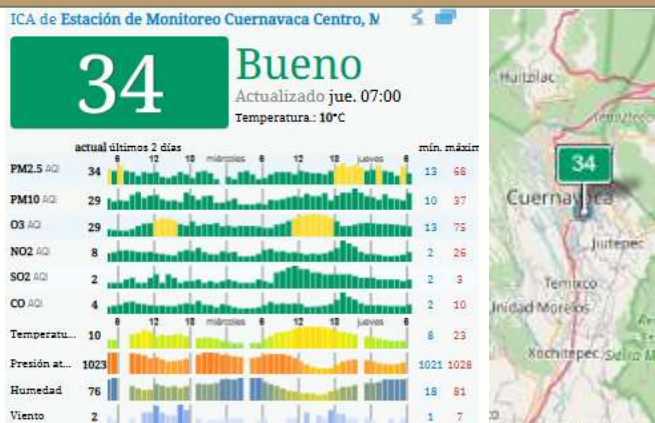 ICA de Estación de Monitoreo Cuernavaca Centro, M
34
Bueno
Actualizado jue. 07:00
Temperatura.: 10°C
actual últimos 2 días mín. máxim
6 12 18 miércoles 6 12 18 jueves 6
PM2.5 AQI 34 13 68
PM10 AQI 29 10 37
O3 AQI 29 13 75
NO2 AQI 8 2 26
SO2 AQI 2 2 3
CO AQI 4 2 10
6 12 18 miércoles 6 12 18 jueves 6
Temperatu... 10 8 23
Presión at... 1023 1021 1028
Humedad 76 18 81
Viento 2 1 7
Huitzilac
34
Cuernavaca
Jiutepec
Temixco
Unidad Morelos
Xochitepec